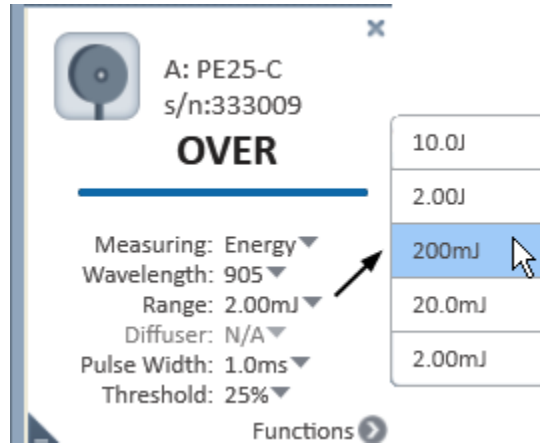 A: PE25-C
s/n:333009
OVER
Measuring: Energy
Wavelength: 905
Range: 2.00mJ
Diffuser: N/A
Pulse Width: 1.0ms
Threshold: 25%
Functions
10.0J
2.00J
200mJ
20.0mJ
2.00mJ